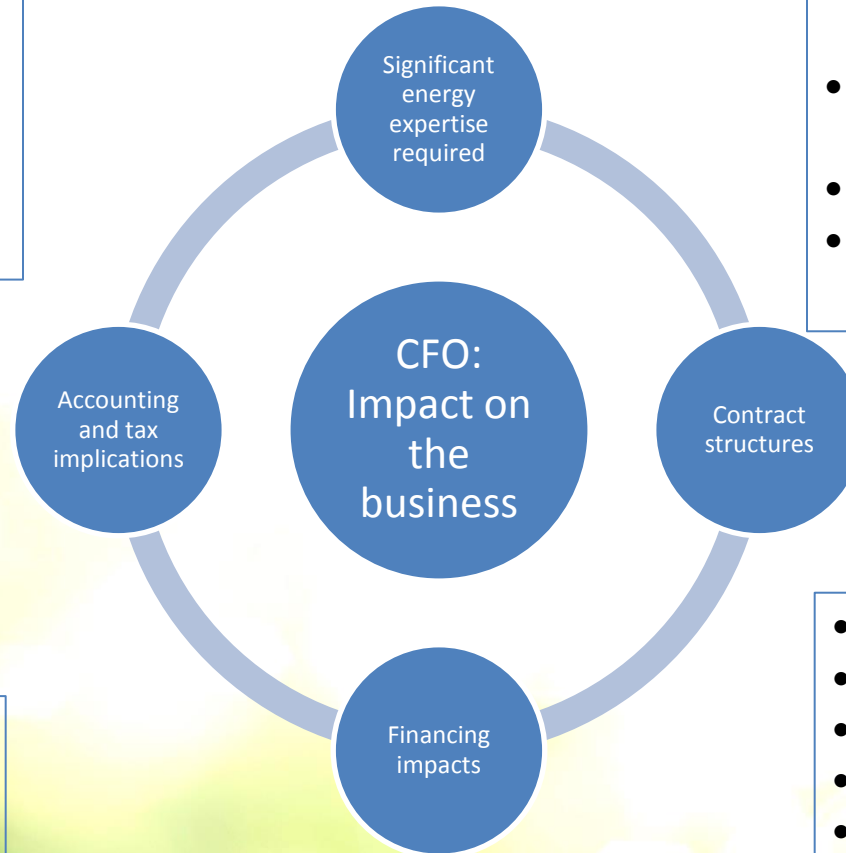 Significant
energy
expertise
required
CFO:
Impact on
the
business
Accounting
and tax
implications
Contract
structures
Financing
impacts